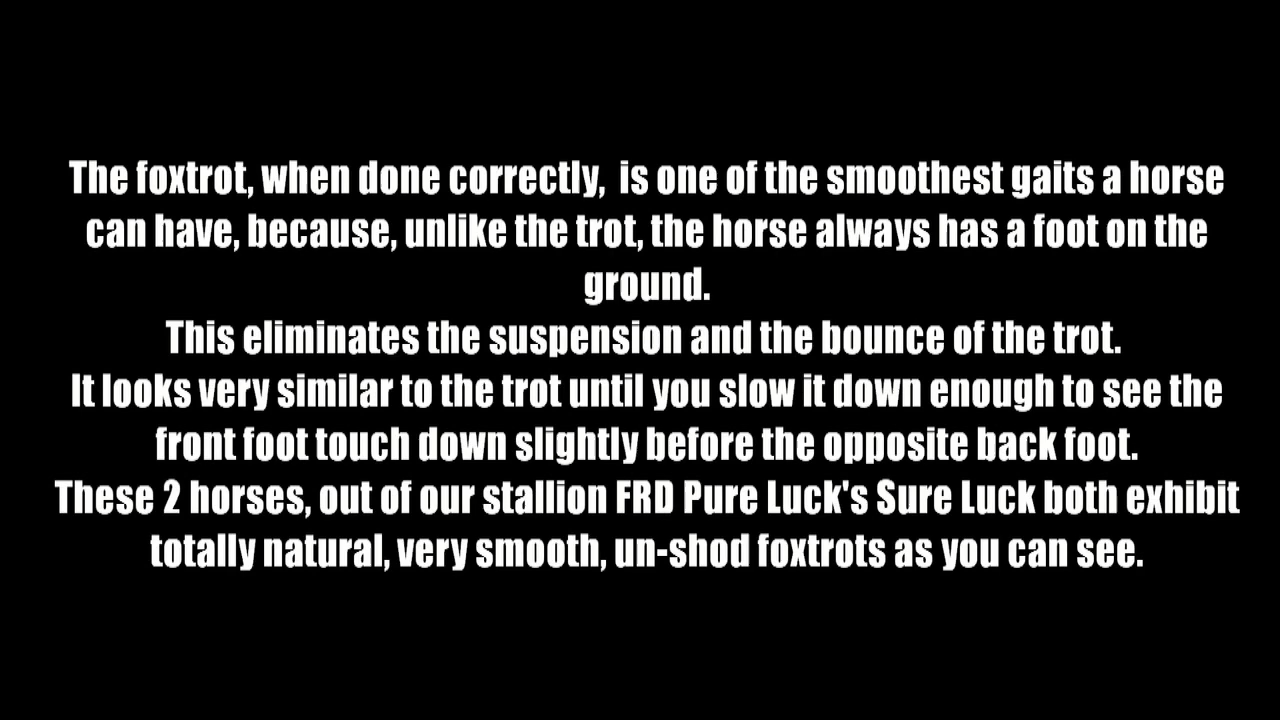 The foxtrot, when done correctly,  is one of the smoothest gaits a horse
can have, because, unlike the trot, the horse always has a foot on the
ground.
This eliminates the suspension and the bounce of the trot.
It looks very similar to the trot until you slow it down enough to see the
front foot touch down slightly before the opposite back foot.
These 2 horses, out of our stallion FRD Pure Luck's Sure Luck both exhibit
totally natural, very smooth, un-shod foxtrots as you can see.